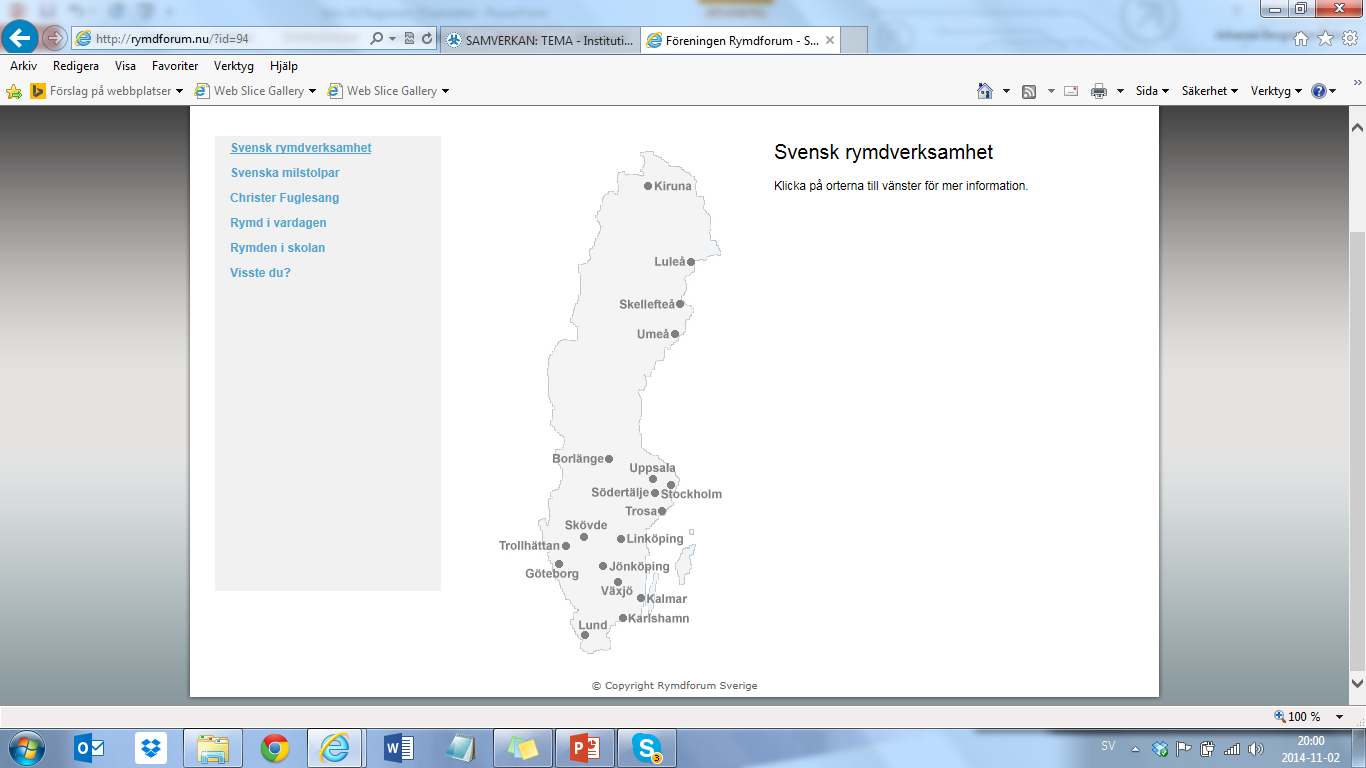 http://rymdforum.nu/?id=94
SAMVERKAN: TEMA - Instituti...
Föreningen Rymdforum - S...
Arkiv Redigera Visa Favoriter Verktyg Hjälp
Förslag på webbplatser Web Slice Gallery Web Slice Gallery
Sida Säkerhet Verktyg
Svensk rymdverksamhet
Svenska milstolpar
Christer Fuglesang
Rymd i vardagen
Rymden i skolan
Visste du?
Kiruna
Luleå
Skellefteå
Umeå
Borlänge
Uppsala
Södertälje
Stockholm
Trosa
Skövde
Linköping
Trollhättan
Jönköping
Göteborg
Växjö
Kalmar
Karlshamn
Lund
Svensk rymdverksamhet
Klicka på orterna till vänster för mer information.
© Copyright Rymdforum Sverige
100 %
SV
20:00
2014-11-02